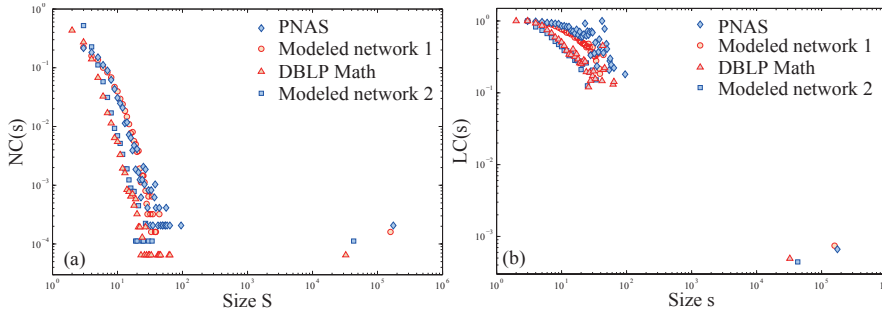 PNAS
Modeled network 1
DBLP Math
Modeled network 2
NC(s)
10^0
10^-1
10^-2
10^-3
10^-4
(a)
10^0
10^1
10^2
10^3
10^4
10^5
10^6
Size S
PNAS
Modeled network 1
DBLP Math
Modeled network 2
LC(s)
10^0
10^-1
10^-2
10^-3
(b)
10^0
10^1
10^2
10^3
10^4
10^5
Size s